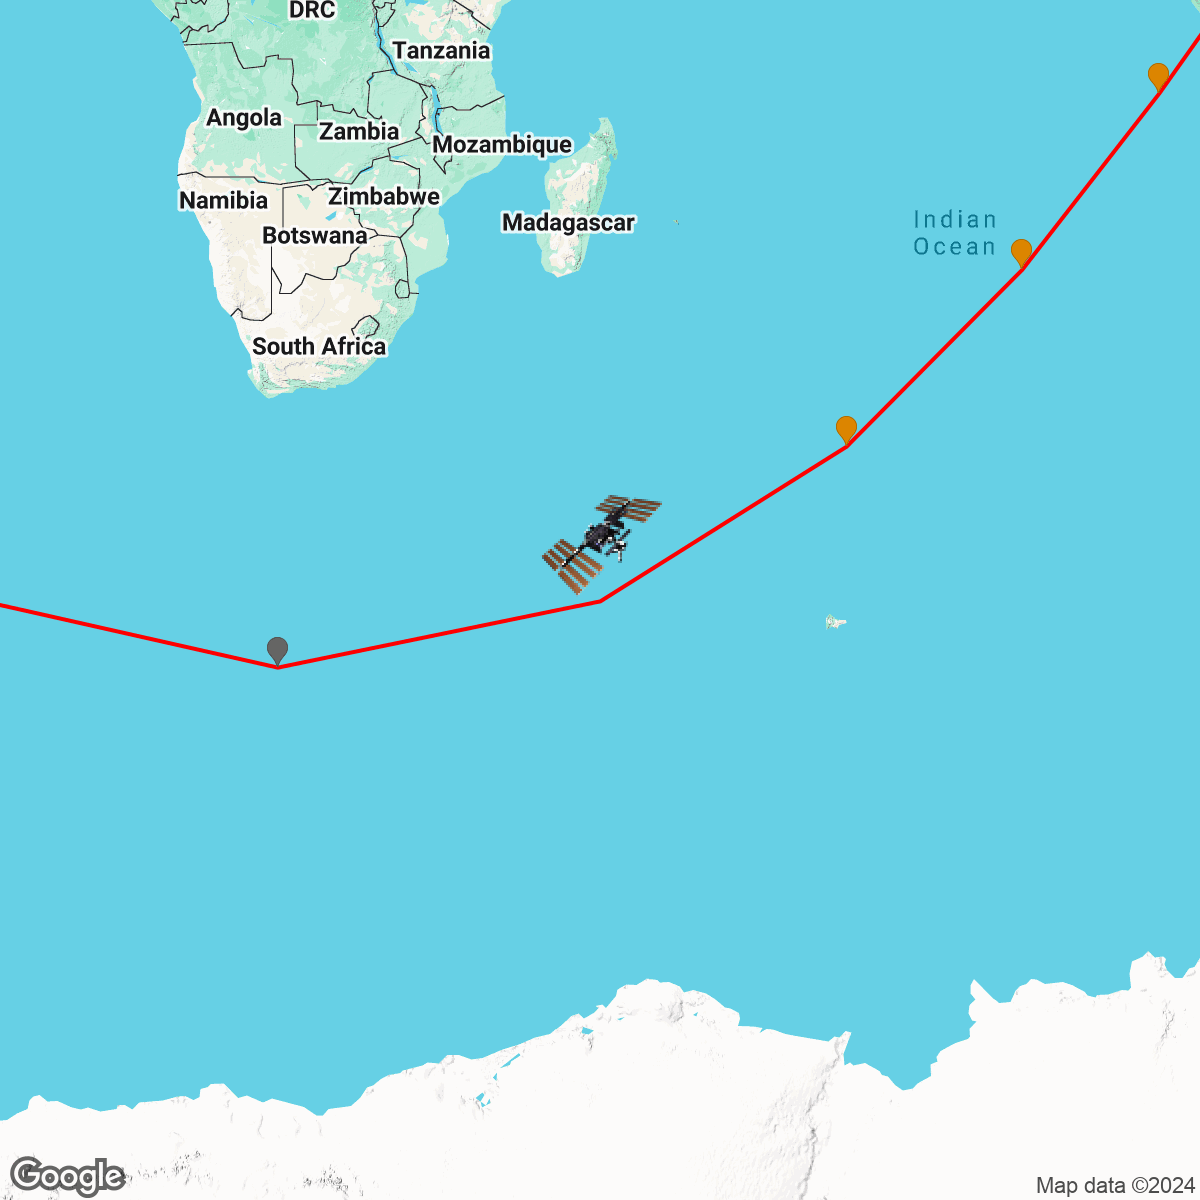 DRC
Tanzania
Angola
Zambia
Mozambique
Zimbabwe
Namibia
Madagascar
Botswana
Indian
Ocean
South Africa
Google
Map data ©2024